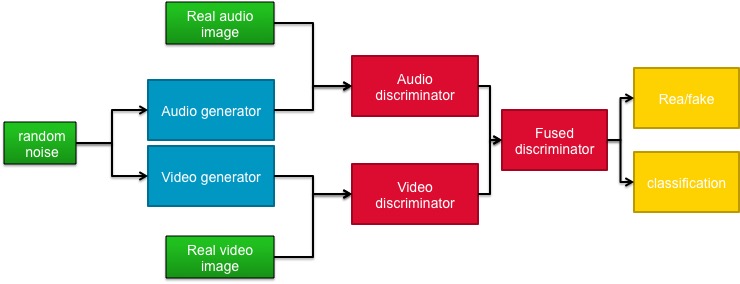 Real audio
image
Audio generator
random
noise
Video generator
Real video
image
Audio
discriminator
Video
discriminator
Fused
discriminator
Rea/fake
classification